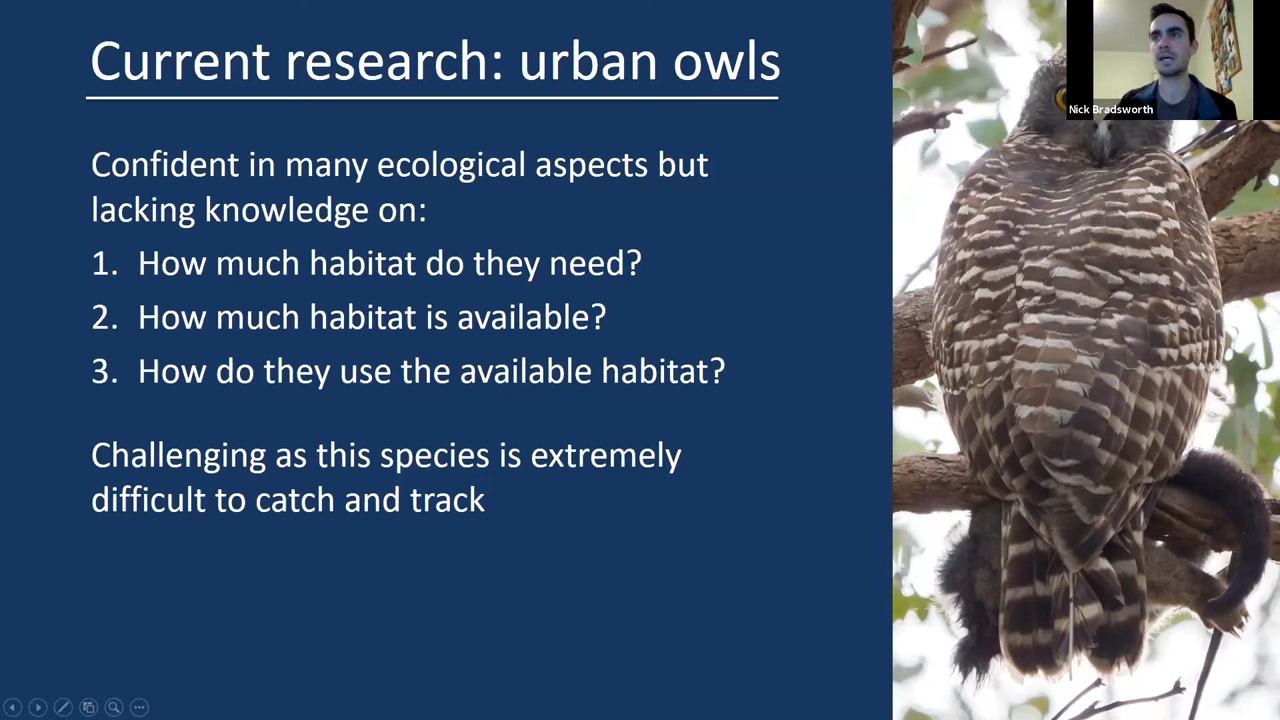 Current research: urban owls
Nick Bradsworth
Confident in many ecological aspects but
lacking knowledge on:
1. How much habitat do they need?
2. How much habitat is available?
3. How do they use the available habitat?
Challenging as this species is extremely
difficult to catch and track